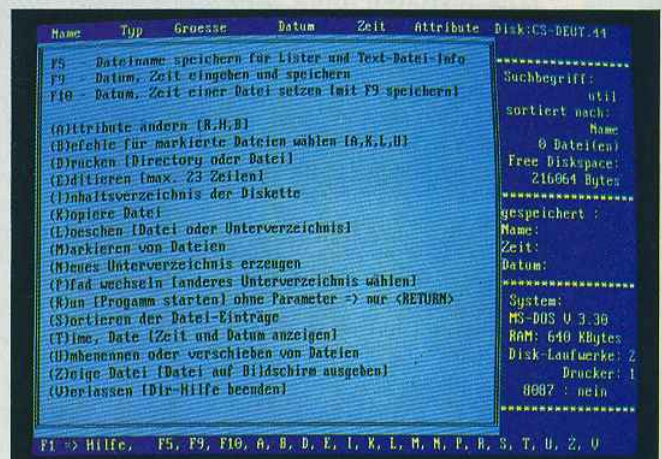 Name Typ Groesse Datum Zeit Attribute Disk:CS-DEUT.44
F5 - Dateiname speichern für Lister und Text-Datei-Info
F9 - Datum, Zeit eingeben und speichern
F10 - Datum, Zeit einer Datei setzen [mit F9 speichern]
(A)ttribute ändern [R,H,B]
(B)efehle für markierte Dateien wählen [A,K,L,U]
(D)rucken [Directory oder Datei]
(E)ditieren [max. 23 Zeilen]
(I)nhaltsverzeichnis der Diskette
(K)opiere Datei
(L)oeschen [Datei oder Unterverzeichnis]
(M)arkieren von Dateien
(N)eues Unterverzeichnis erzeugen
(P)fad wechseln [anderes Unterverzeichnis wählen]
(R)un [Progamm starten] ohne Parameter => nur <RETURN>
(S)ortieren der Datei-Einträge
(T)ime, Date [Zeit und Datum anzeigen]
(U)mbenennen oder verschieben von Dateien
(Z)eige Datei [Datei auf Bildschirm ausgeben]
(V)erlassen [Dir-Hilfe beenden]
Suchbegriff:
util
sortiert nach:
Name
0 Datei(en)
Free Diskspace:
216064 Bytes
gespeichert :
Name:
Zeit:
Datum:
System:
MS-DOS V 3.30
RAM: 640 KBytes
Disk-Laufwerke: 2
Drucker: 1
8087 : nein
F1 => Hilfe, F5, F9, F10, A, B, D, E, I, K, L, M, N, P, R, S, T, U, Z, V